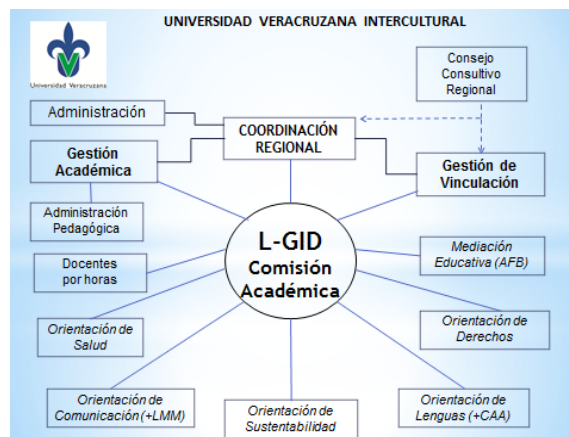 UNIVERSIDAD VERACRUZANA INTERCULTURAL
Universidad Veracruzana
Consejo
Consultivo
Regional
Administración
COORDINACIÓN
REGIONAL
Gestión
Académica
Gestión de
Vinculación
Administración
Pedagógica
L-GID
Comisión
Académica
Docentes
por horas
Mediación
Educativa (AFB)
Orientación de
Salud
Orientación de
Derechos
Orientación de
Comunicación (+LMM)
Orientación de
Sustentabilidad
Orientación de
Lenguas (+CAA)